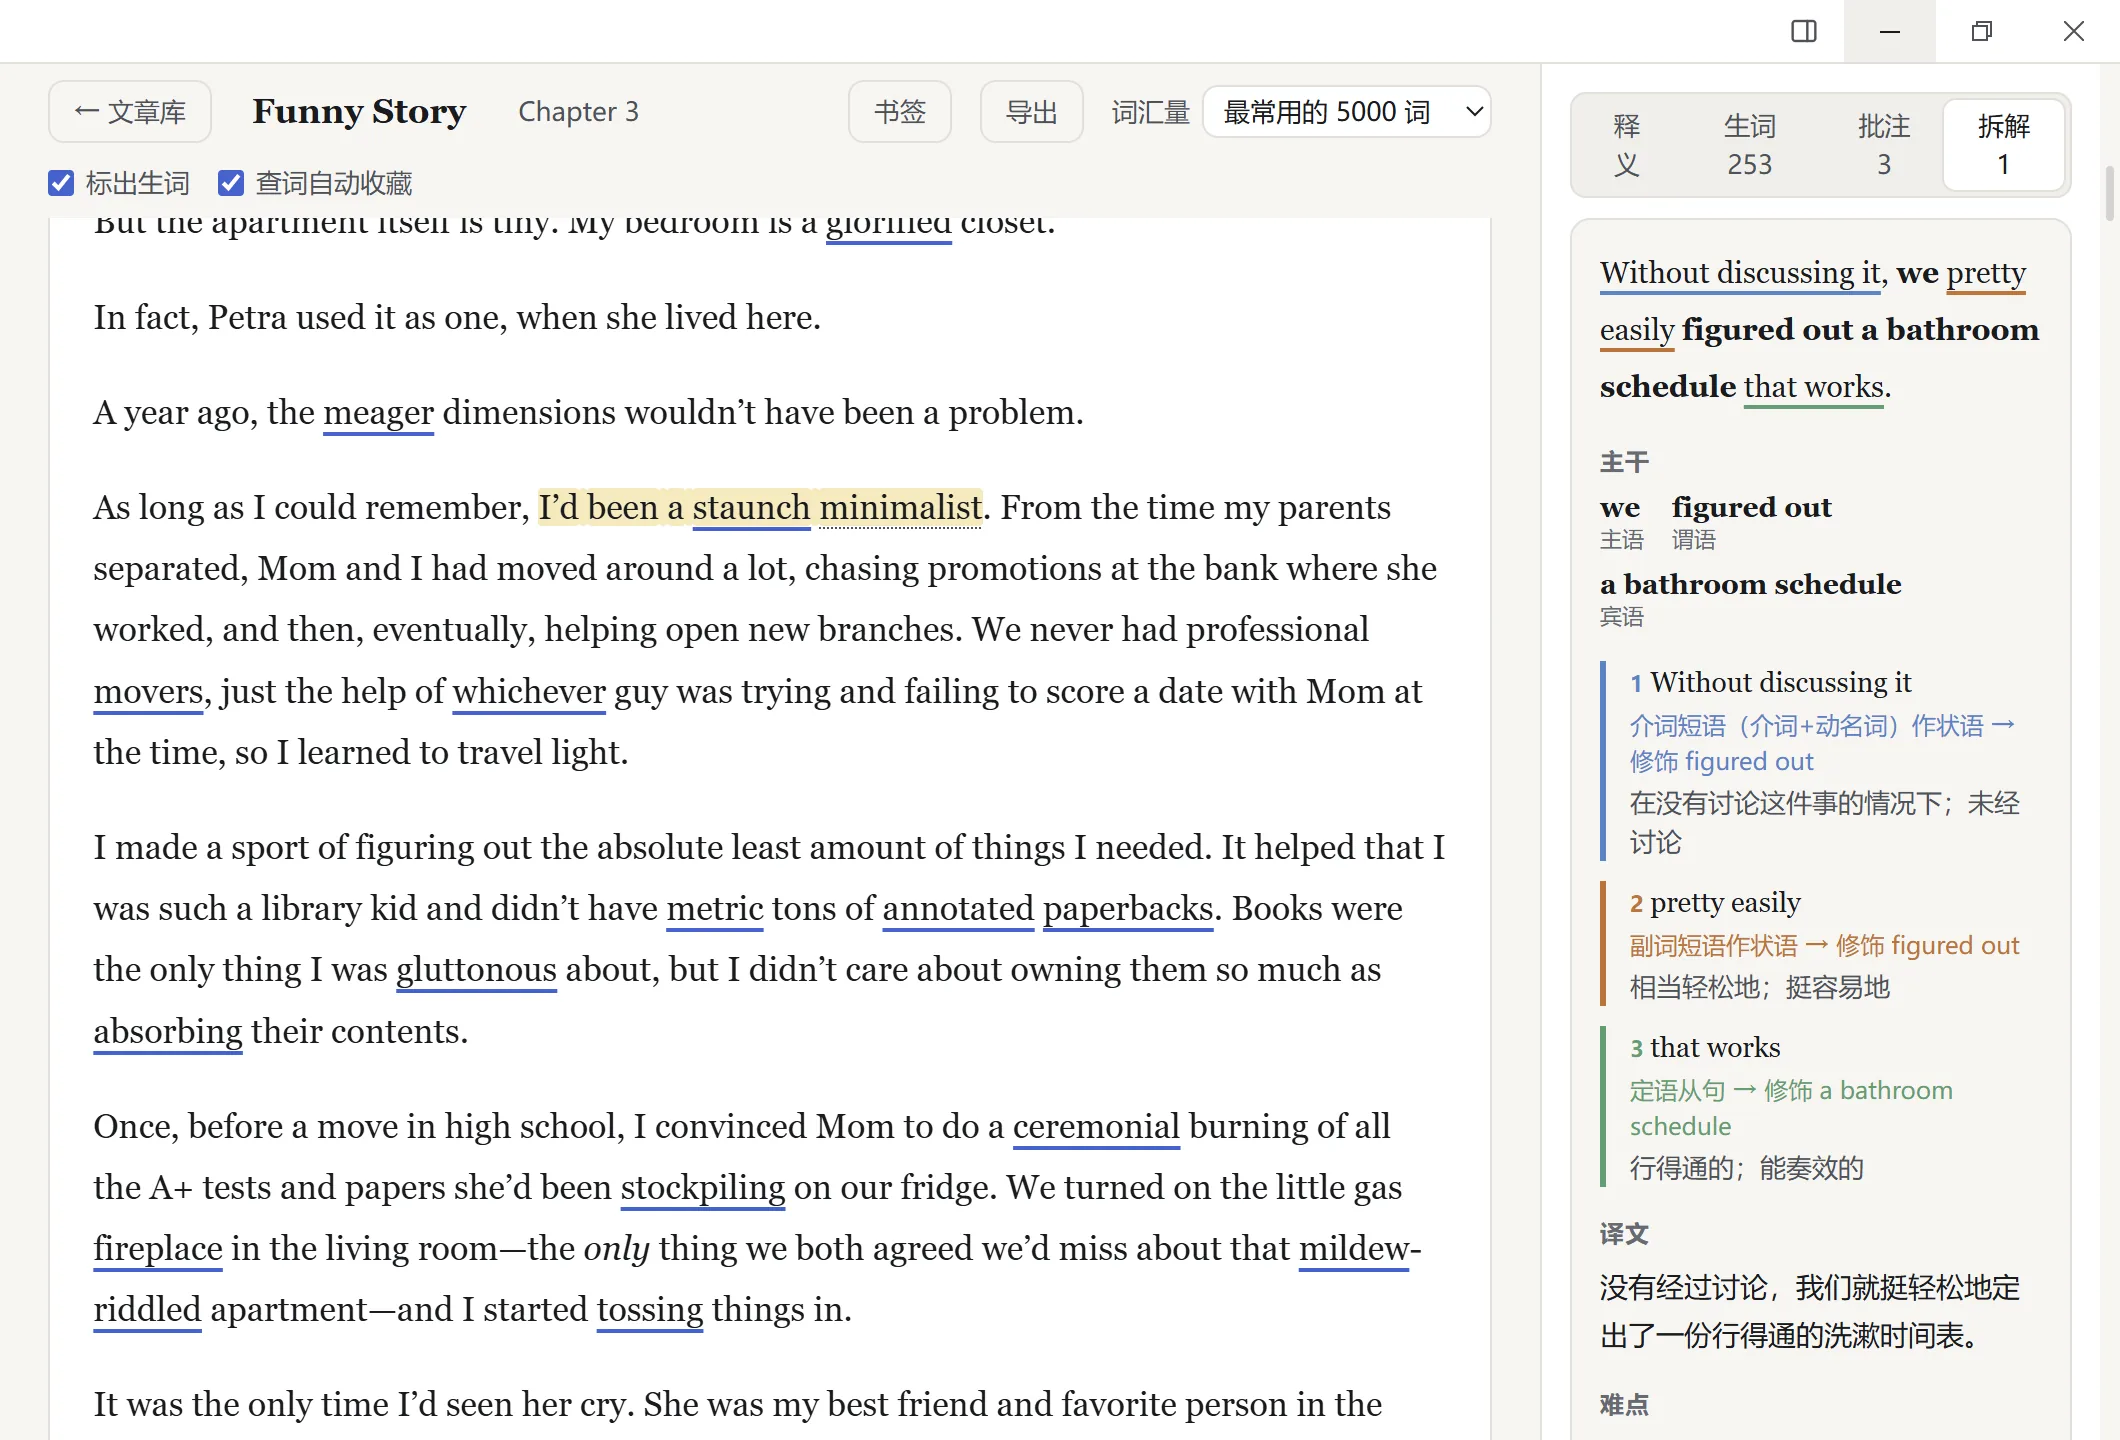 ← 文章库 Funny Story Chapter 3 书签 导出 词汇量 最常用的 5000 词
标出生词 查词自动收藏
But the apartment itself is tiny. My bedroom is a glorified closet.
In fact, Petra used it as one, when she lived here.
A year ago, the meager dimensions wouldn’t have been a problem.
As long as I could remember, I’d been a staunch minimalist. From the time my parents
separated, Mom and I had moved around a lot, chasing promotions at the bank where she
worked, and then, eventually, helping open new branches. We never had professional
movers, just the help of whichever guy was trying and failing to score a date with Mom at
the time, so I learned to travel light.
I made a sport of figuring out the absolute least amount of things I needed. It helped that I
was such a library kid and didn’t have metric tons of annotated paperbacks. Books were
the only thing I was gluttonous about, but I didn’t care about owning them so much as
absorbing their contents.
Once, before a move in high school, I convinced Mom to do a ceremonial burning of all
the A+ tests and papers she’d been stockpiling on our fridge. We turned on the little gas
fireplace in the living room—the only thing we both agreed we’d miss about that mildew-
riddled apartment—and I started tossing things in.
It was the only time I’d seen her cry. She was my best friend and favorite person in the
释义 生词 253 批注 3 拆解 1
Without discussing it, we pretty
easily figured out a bathroom
schedule that works.
主干
we figured out
主语 谓语
a bathroom schedule
宾语
1 Without discussing it
介词短语（介词+动名词）作状语 →
修饰 figured out
在没有讨论这件事的情况下；未经
讨论
2 pretty easily
副词短语作状语 → 修饰 figured out
相当轻松地；挺容易地
3 that works
定语从句 → 修饰 a bathroom
schedule
行得通的；能奏效的
译文
没有经过讨论，我们就挺轻松地定
出了一份行得通的洗漱时间表。
难点